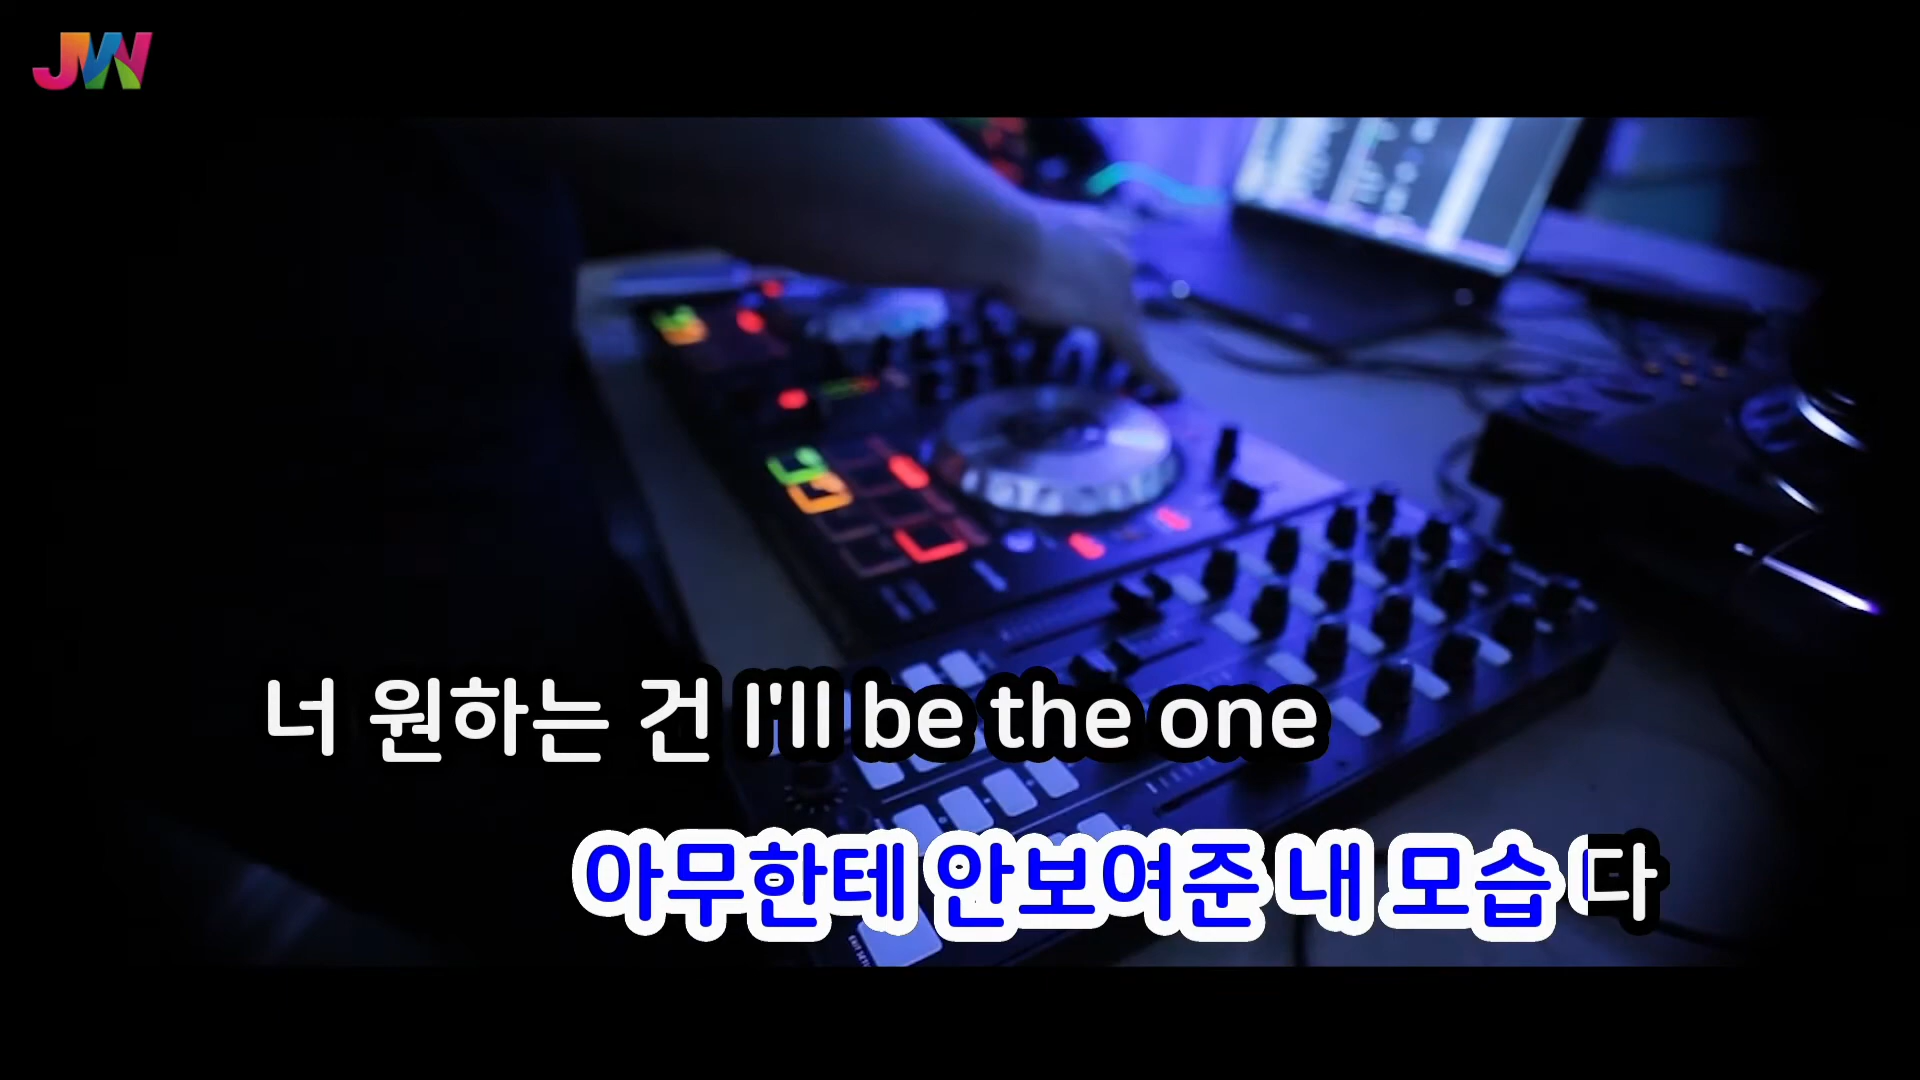 JW
너 원하는 건 I'll be the one
아무한테 안보여준 내 모습 다